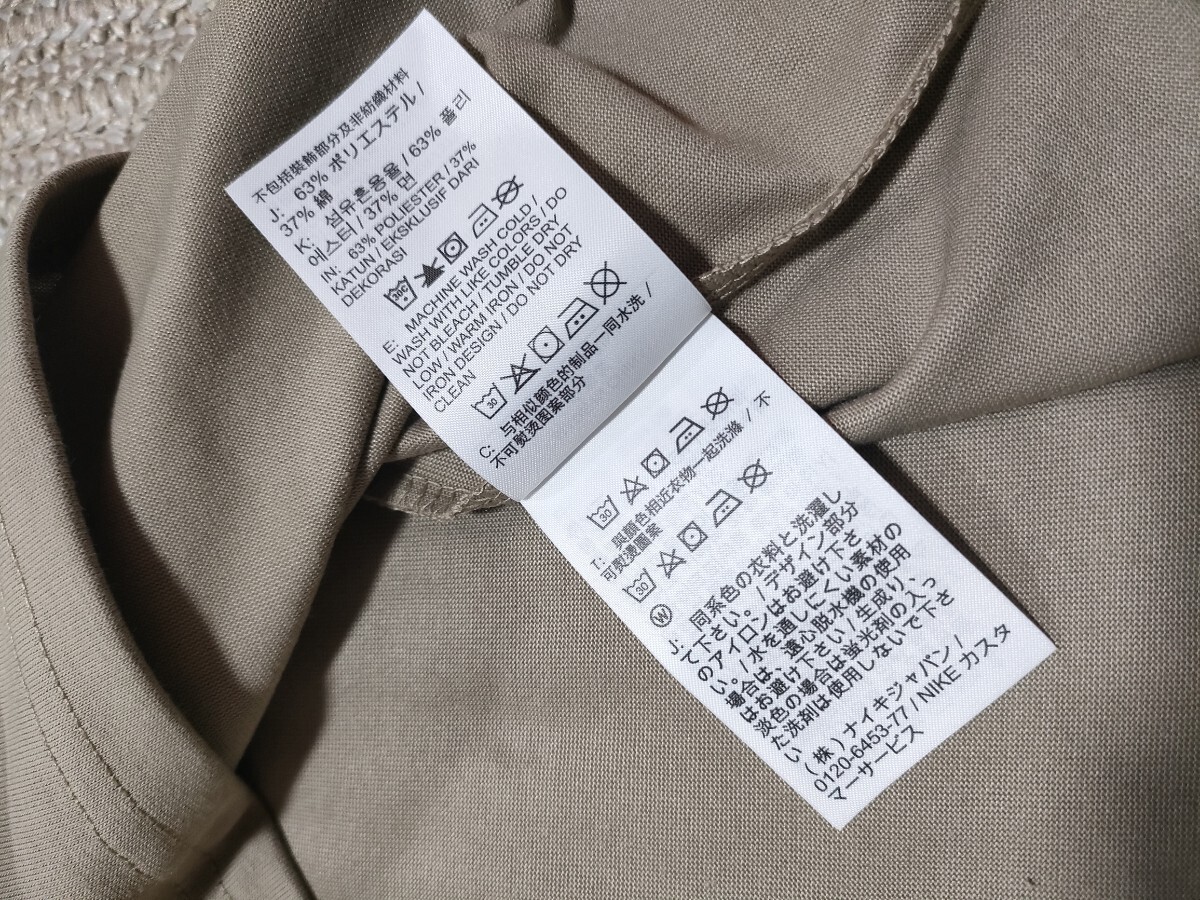 不包括裝飾部分及非紡織材料
J: 63% ポリエステル /
37% 綿
K: 섬유혼용율 / 63% 폴리
에스터 / 37% 면
IN: 63% POLIESTER / 37%
KATUN / EKSKLUSIF DARI
DEKORASI
30C
E: MACHINE WASH COLD /
WASH WITH LIKE COLORS / DO
NOT BLEACH / TUMBLE DRY
LOW / WARM IRON / DO NOT
IRON DESIGN / DO NOT DRY
CLEAN
30
C: 与相似颜色的制品一同水洗 /
不可熨烫图案部分
30
T: 與顏色相近衣物一起洗滌 / 不
可熨燙圖案
30
W
J: 同系色の衣料と洗濯し
て下さい。/ デザイン部分
のアイロンはお避け下さ
い。/ 水を通しにくい素材の
場合は、遠心脱水機の使用
はお避け下さい / 生成り、
淡色の場合は蛍光剤の入っ
た洗剤は使用しないで下さ
い
(株) ナイキジャパン /
0120-6453-77 / NIKE カスタ
マーサービス